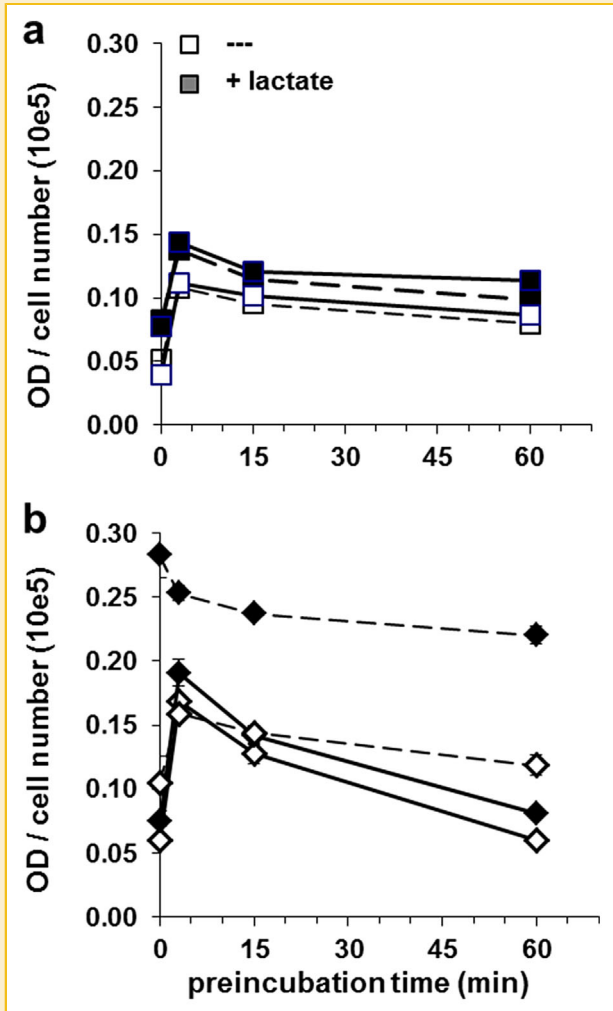 a
0.30
0.25
0.20
0.15
0.10
0.05
0.00
OD / cell number (10e5)
---
+ lactate
0 15 30 45 60
b
0.30
0.25
0.20
0.15
0.10
0.05
0.00
OD / cell number (10e5)
0 15 30 45 60
preincubation time (min)